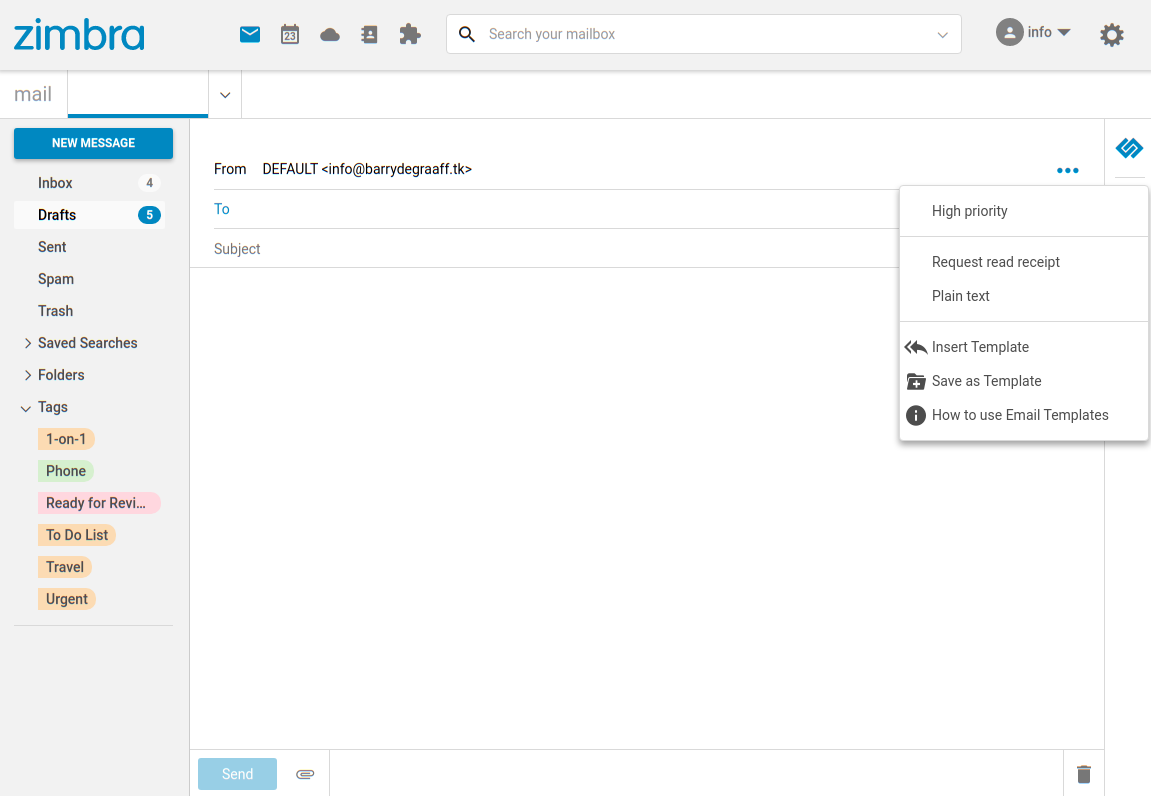 zimbra
23
Search your mailbox
info
mail
NEW MESSAGE
Inbox 4
Drafts 5
Sent
Spam
Trash
Saved Searches
Folders
Tags
1-on-1
Phone
Ready for Revi...
To Do List
Travel
Urgent
From DEFAULT <info@barrydegraaff.tk>
To
Subject
High priority
Request read receipt
Plain text
Insert Template
Save as Template
How to use Email Templates
Send